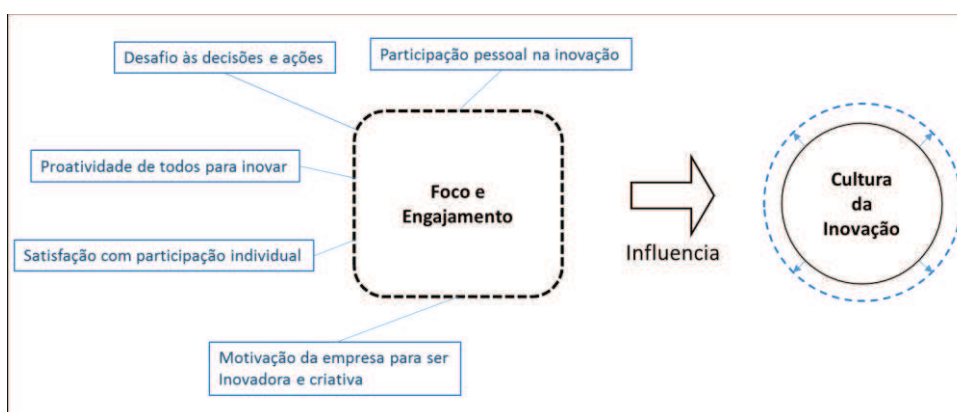 Desafio às decisões e ações
Participação pessoal na inovação
Proatividade de todos para inovar
Foco e
Engajamento
Satisfação com participação individual
Motivação da empresa para ser
Inovadora e criativa
Influencia
Cultura
da
Inovação